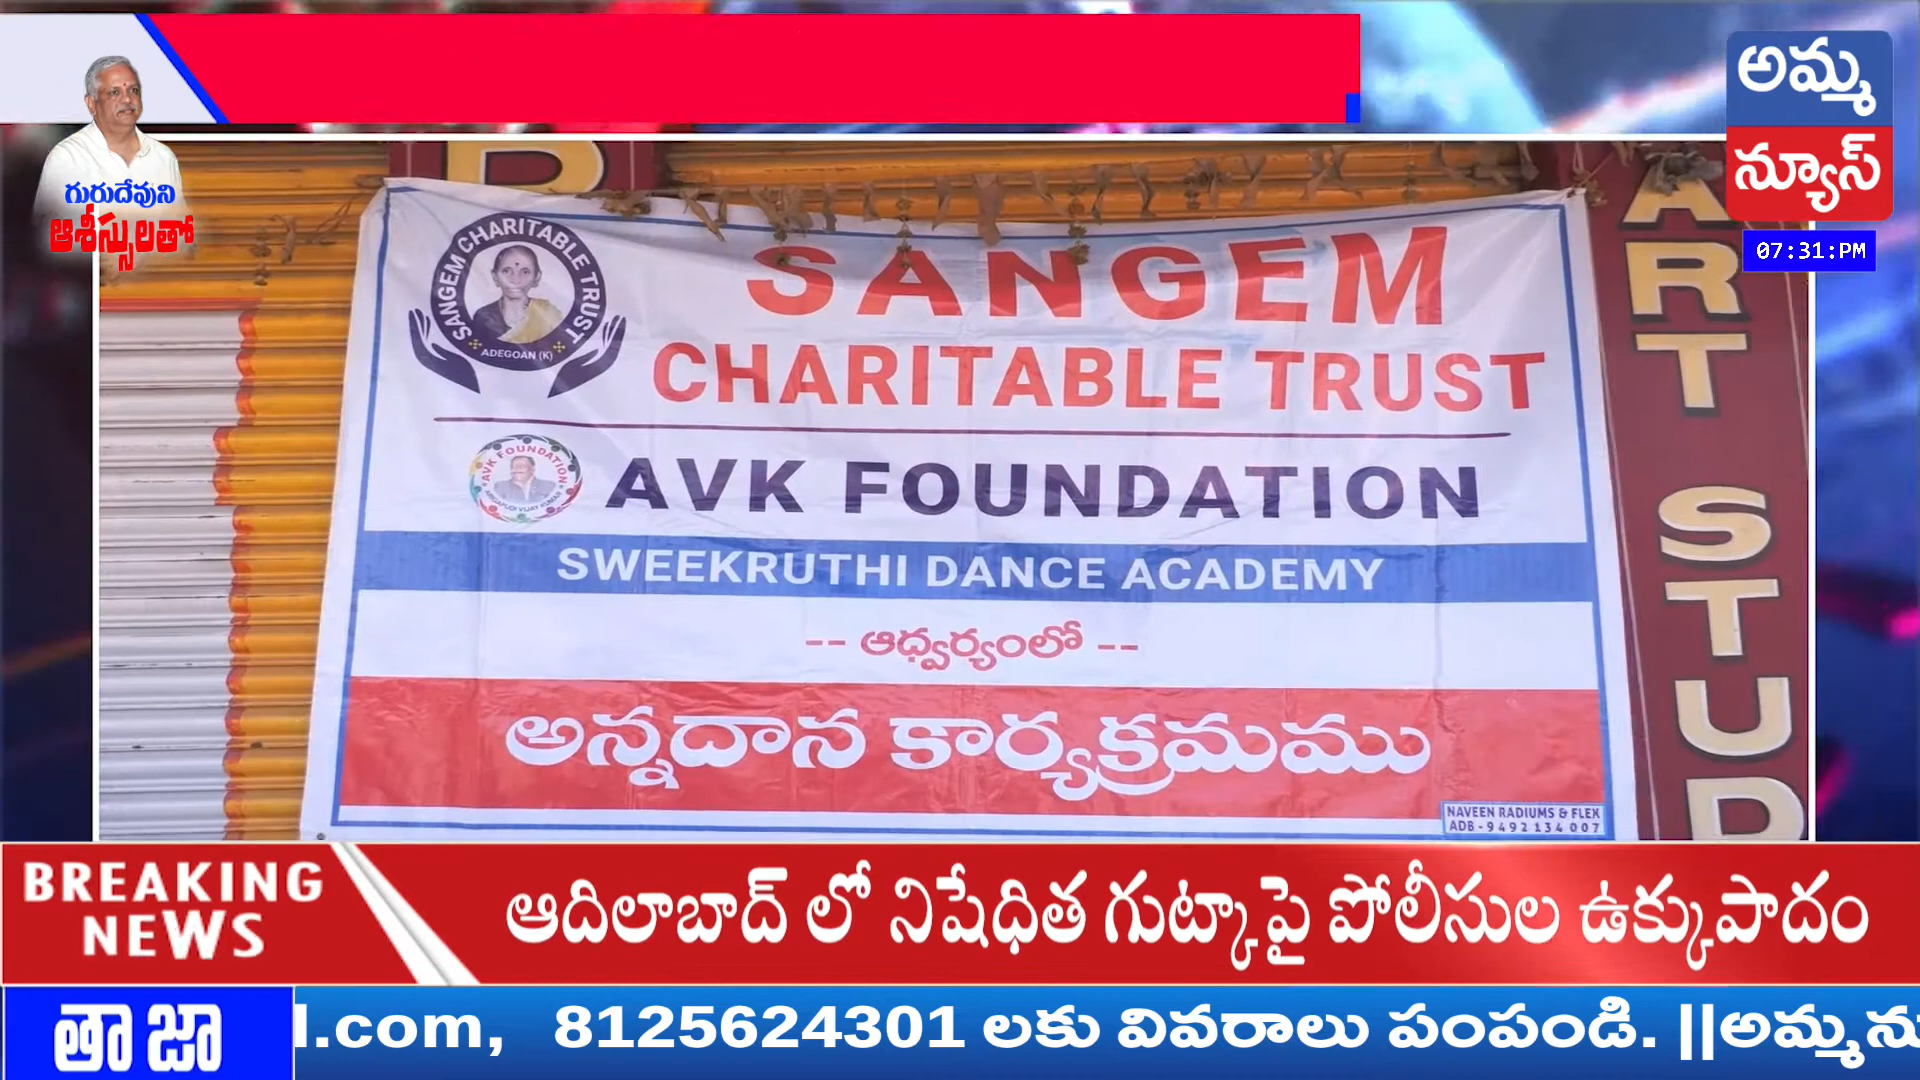 అమ్మ
న్యూస్
07:31:PM
గురుదేవుని
ఆశీస్సులతో
SANGEM CHARITABLE TRUST
ADEGOAN (K)
SANGEM
CHARITABLE TRUST
AVK FOUNDATION
AVK FOUNDATION
SWEEKRUTHI DANCE ACADEMY
-- ఆధ్వర్యంలో --
అన్నదాన కార్యక్రమము
NAVEEN RADIUMS & FLEX
ADB - 9492134007
ART STUD
BREAKING
NEWS
ఆదిలాబాద్ లో నిషేధిత గుట్కాపై పోలీసుల ఉక్కుపాదం
తాజా
l.com, 8125624301 లకు వివరాలు పంపండి. ||అమ్మను